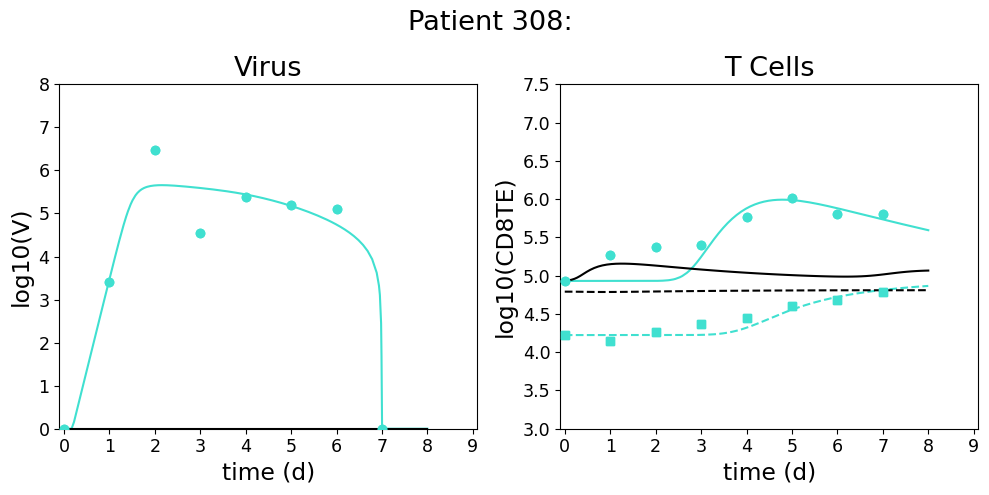 Patient 308:
Virus
T Cells
8
7
6
5
4
3
2
1
0
log10(V)
0 1 2 3 4 5 6 7 8 9
time (d)
7.5
7.0
6.5
6.0
5.5
5.0
4.5
4.0
3.5
3.0
log10(CD8TE)
0 1 2 3 4 5 6 7 8 9
time (d)